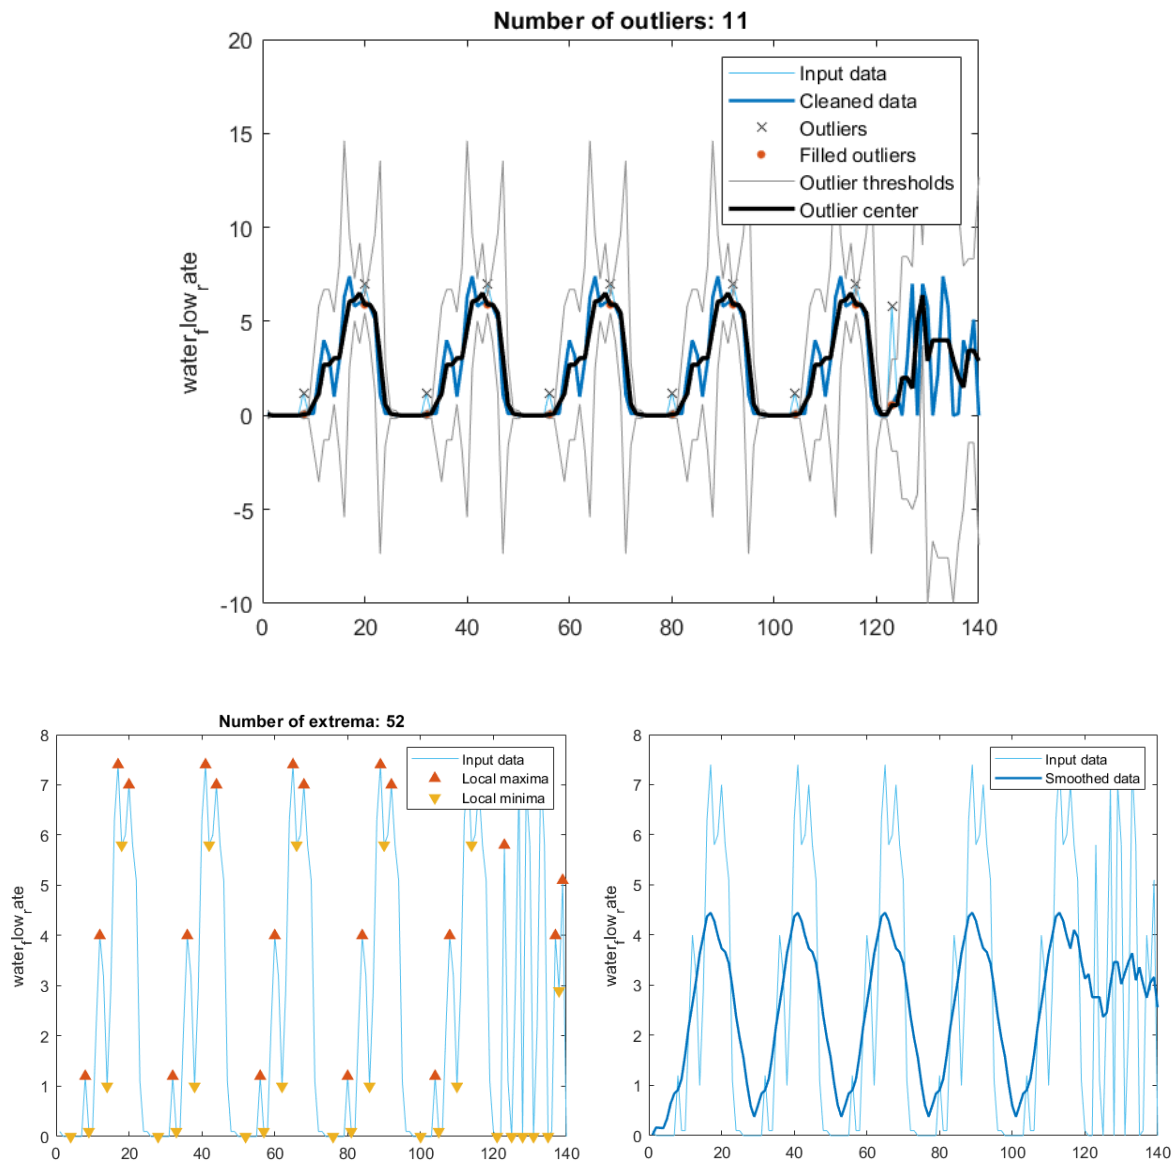 Number of outliers: 11
20
15
10
5
0
-5
-10
water_flow_rate
0 20 40 60 80 100 120 140
Input data
Cleaned data
Outliers
Filled outliers
Outlier thresholds
Outlier center
Number of extrema: 52
8
7
6
5
4
3
2
1
0
water_flow_rate
0 20 40 60 80 100 120 140
Input data
Local maxima
Local minima
8
7
6
5
4
3
2
1
0
water_flow_rate
0 20 40 60 80 100 120 140
Input data
Smoothed data